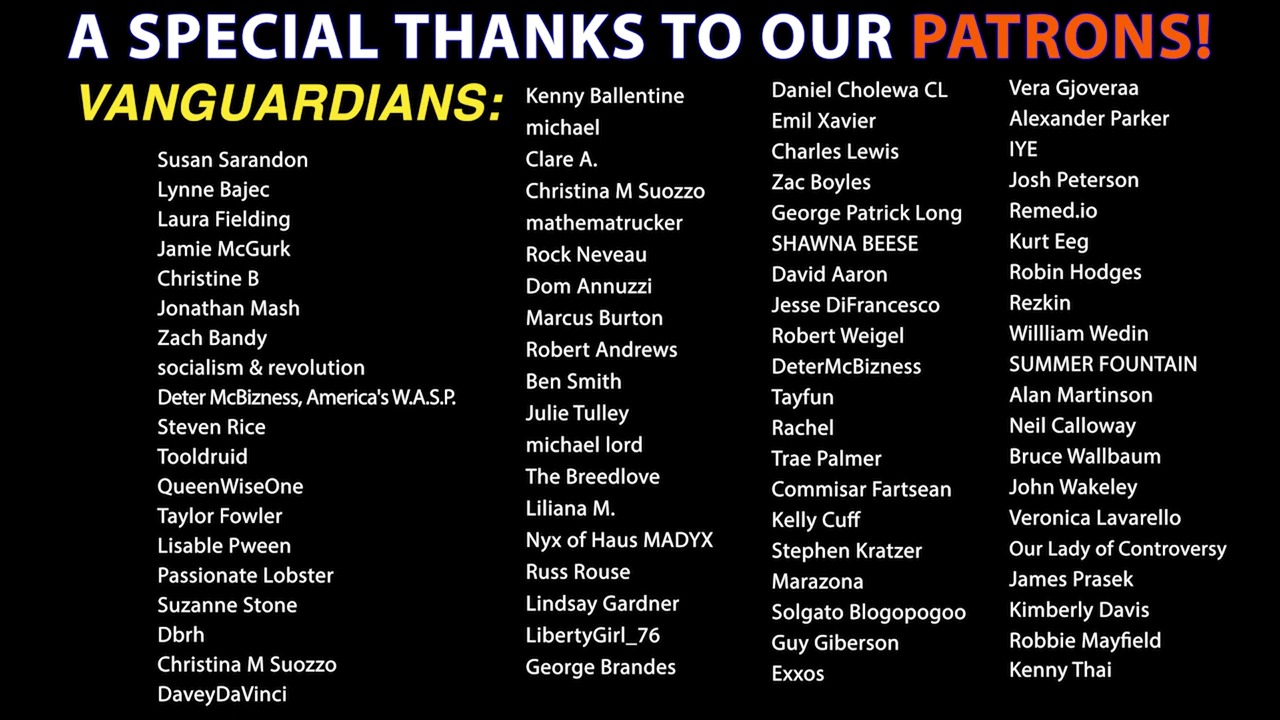 A SPECIAL THANKS TO OUR PATRONS!
VANGUARDIANS:
Susan Sarandon
Lynne Bajec
Laura Fielding
Jamie McGurk
Christine B
Jonathan Mash
Zach Bandy
socialism & revolution
Deter McBizness, America's W.A.S.P.
Steven Rice
Tooldruid
QueenWiseOne
Taylor Fowler
Lisable Pween
Passionate Lobster
Suzanne Stone
Dbrh
Christina M Suozzo
DaveyDaVinci
Kenny Ballentine
michael
Clare A.
Christina M Suozzo
mathematrucker
Rock Neveau
Dom Annuzzi
Marcus Burton
Robert Andrews
Ben Smith
Julie Tulley
michael lord
The Breedlove
Liliana M.
Nyx of Haus MADYX
Russ Rouse
Lindsay Gardner
LibertyGirl_76
George Brandes
Daniel Cholewa CL
Emil Xavier
Charles Lewis
Zac Boyles
George Patrick Long
SHAWNA BEESE
David Aaron
Jesse DiFrancesco
Robert Weigel
DeterMcBizness
Tayfun
Rachel
Trae Palmer
Commisar Fartsean
Kelly Cuff
Stephen Kratzer
Marazona
Solgato Blogopogoo
Guy Giberson
Exxos
Vera Gjoveraa
Alexander Parker
IYE
Josh Peterson
Remed.io
Kurt Eeg
Robin Hodges
Rezkin
Willliam Wedin
SUMMER FOUNTAIN
Alan Martinson
Neil Calloway
Bruce Wallbaum
John Wakeley
Veronica Lavarello
Our Lady of Controversy
James Prasek
Kimberly Davis
Robbie Mayfield
Kenny Thai